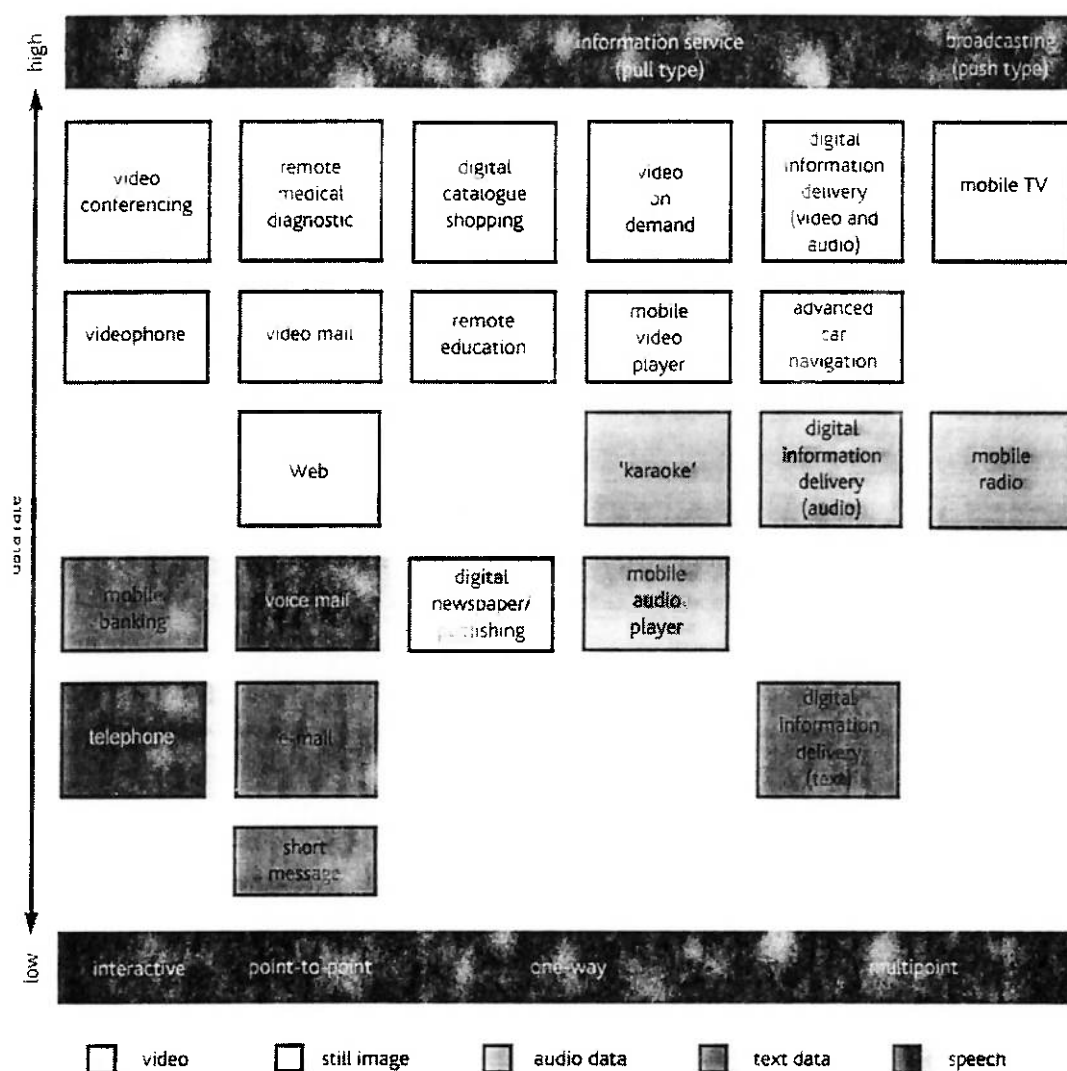 high
information service
(pull type)
broadcasting
(push type)
video
conferencing
remote
medical
diagnostic
digital
catalogue
shopping
video
on
demand
digital
information
delivery
(video and
audio)
mobile TV
videophone
video mail
remote
education
mobile
video
player
advanced
car
navigation
Web
'karaoke'
digital
information
delivery
(audio)
mobile
radio
data rate
mobile
banking
voice mail
digital
newspaper/
publishing
mobile
audio
player
telephone
e-mail
digital
information
delivery
(text)
short
message
low
interactive
point-to-point
one-way
multipoint
video
still image
audio data
text data
speech